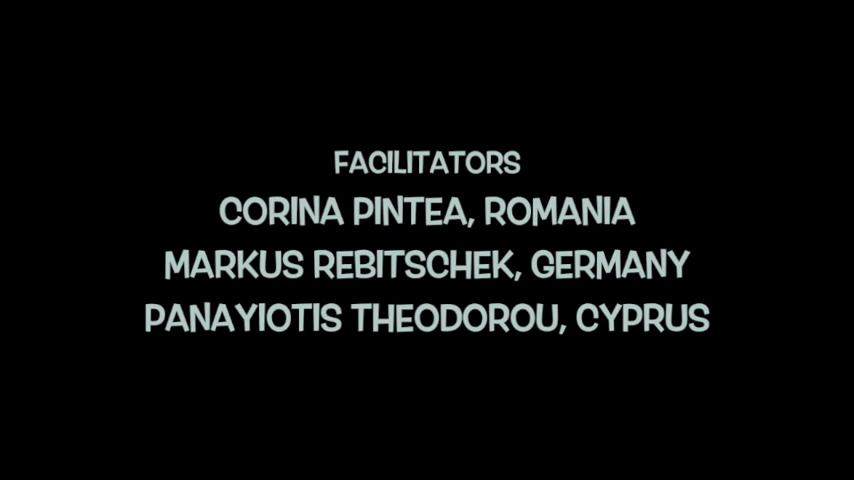 FACILITATORS
CORINA PINTEA, ROMANIA
MARKUS REBITSCHEK, GERMANY
PANAYIOTIS THEODOROU, CYPRUS